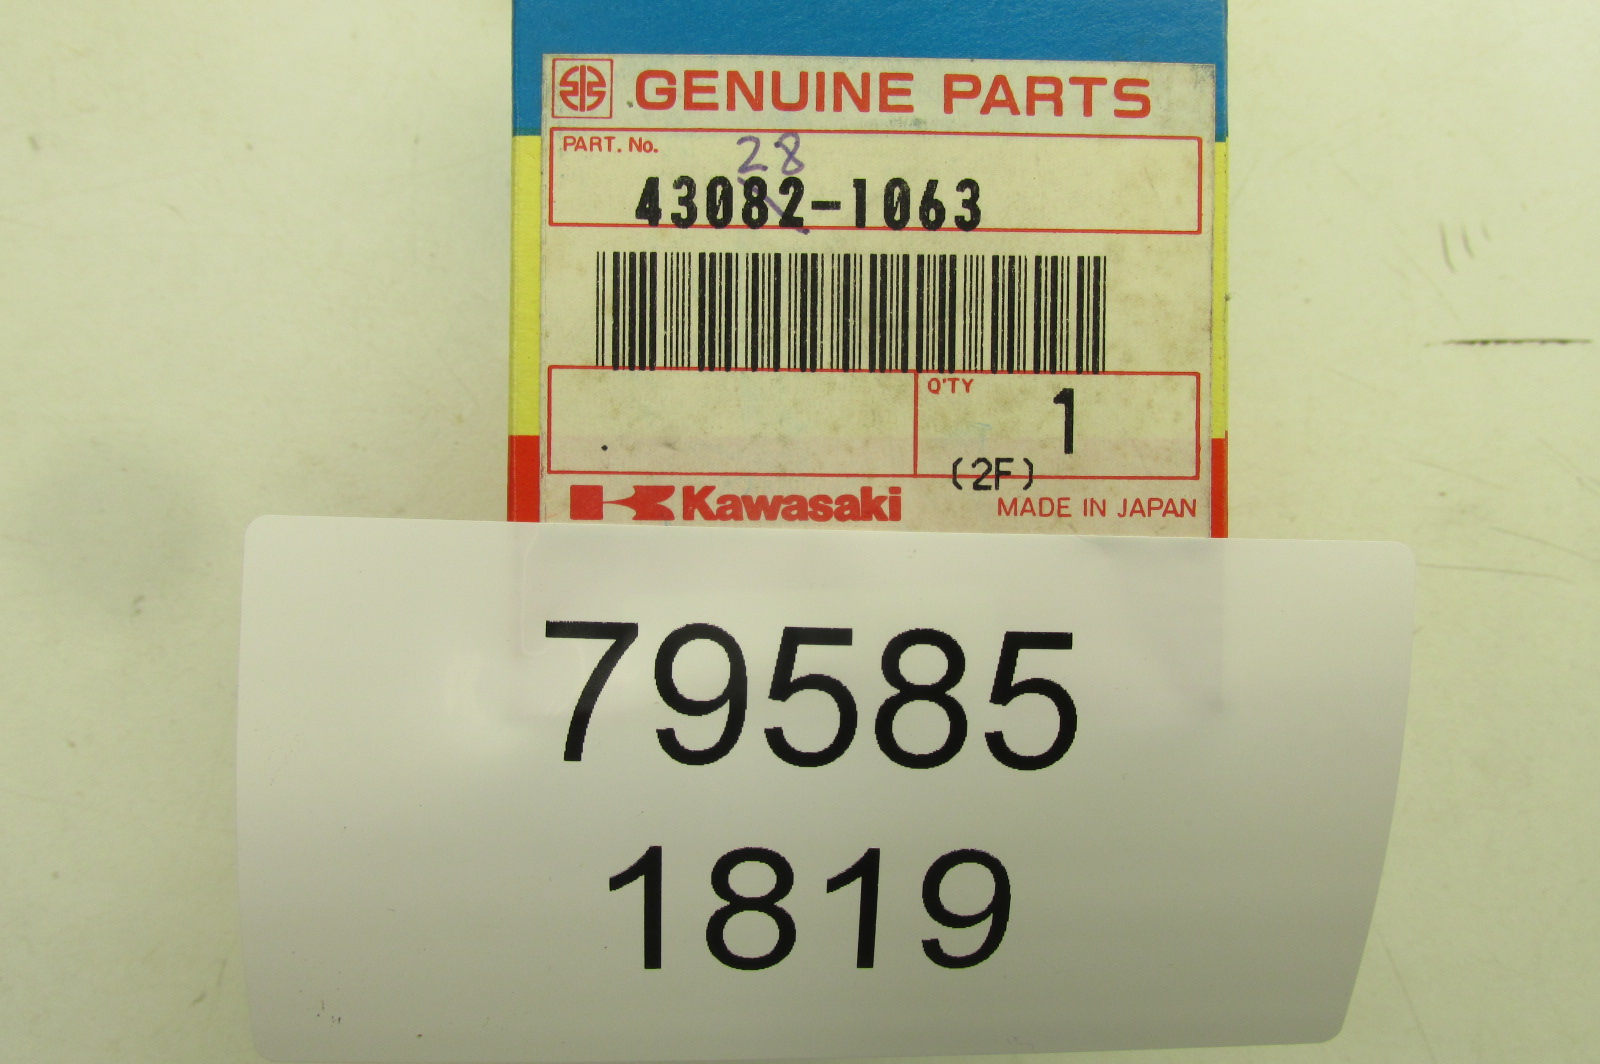 GENUINE PARTS
PART. No.
28
43082-1063
Q'TY
1
(2F)
Kawasaki
MADE IN JAPAN
79585
1819